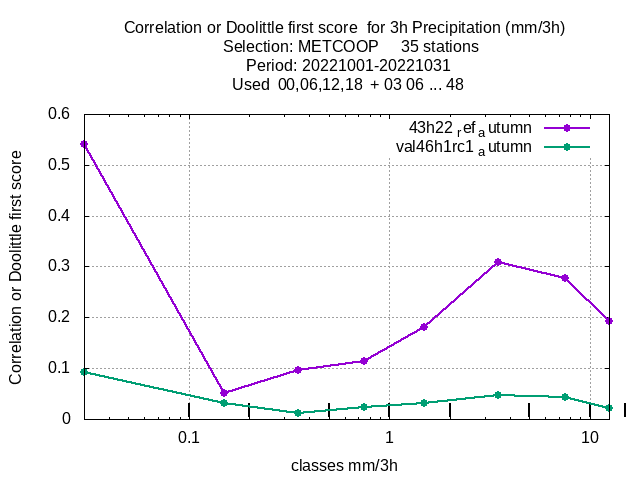 Correlation or Doolittle first score for 3h Precipitation (mm/3h)
Selection: METCOOP 35 stations
Period: 20221001-20221031
Used 00,06,12,18 + 03 06 ... 48
43h22refautumn
val46h1rc1autumn
Correlation or Doolittle first score
0.6
0.5
0.4
0.3
0.2
0.1
0
0.1 1 10
classes mm/3h